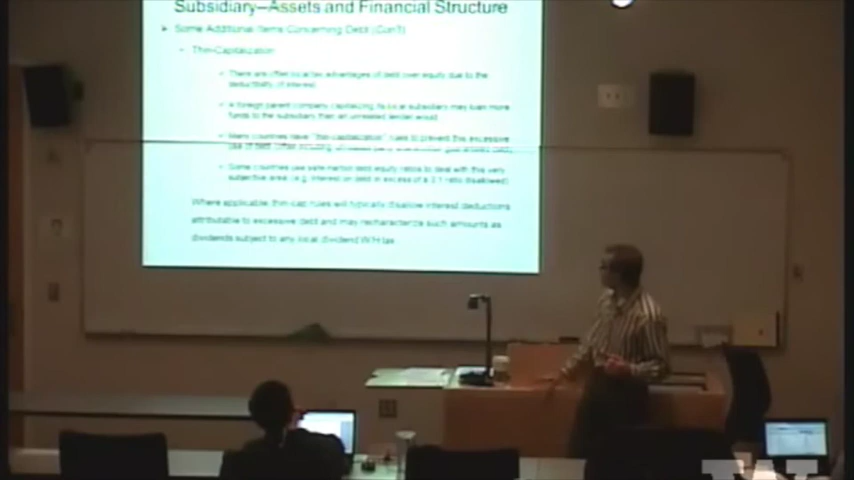 Subsidiary—Assets and Financial Structure
Some Additional Items Concerning Debt (Con't)
Thin-Capitalization
There are often local tax advantages of debt over equity due to the
deductibility of interest
A foreign parent company capitalizing its local subsidiary may loan more
funds to the subsidiary than an unrelated lender would
Many countries have "thin-capitalization" rules to prevent this excessive
use of debt
Some countries use safe harbor debt equity ratios to deal with this very
subjective area (e.g. interest on debt in excess of a 3:1 ratio disallowed)
Where applicable thin cap rules will typically disallow interest deductions
attributable to excessive debt and may recharacterize such amounts as
dividends subject to any local dividend W/H tax
W